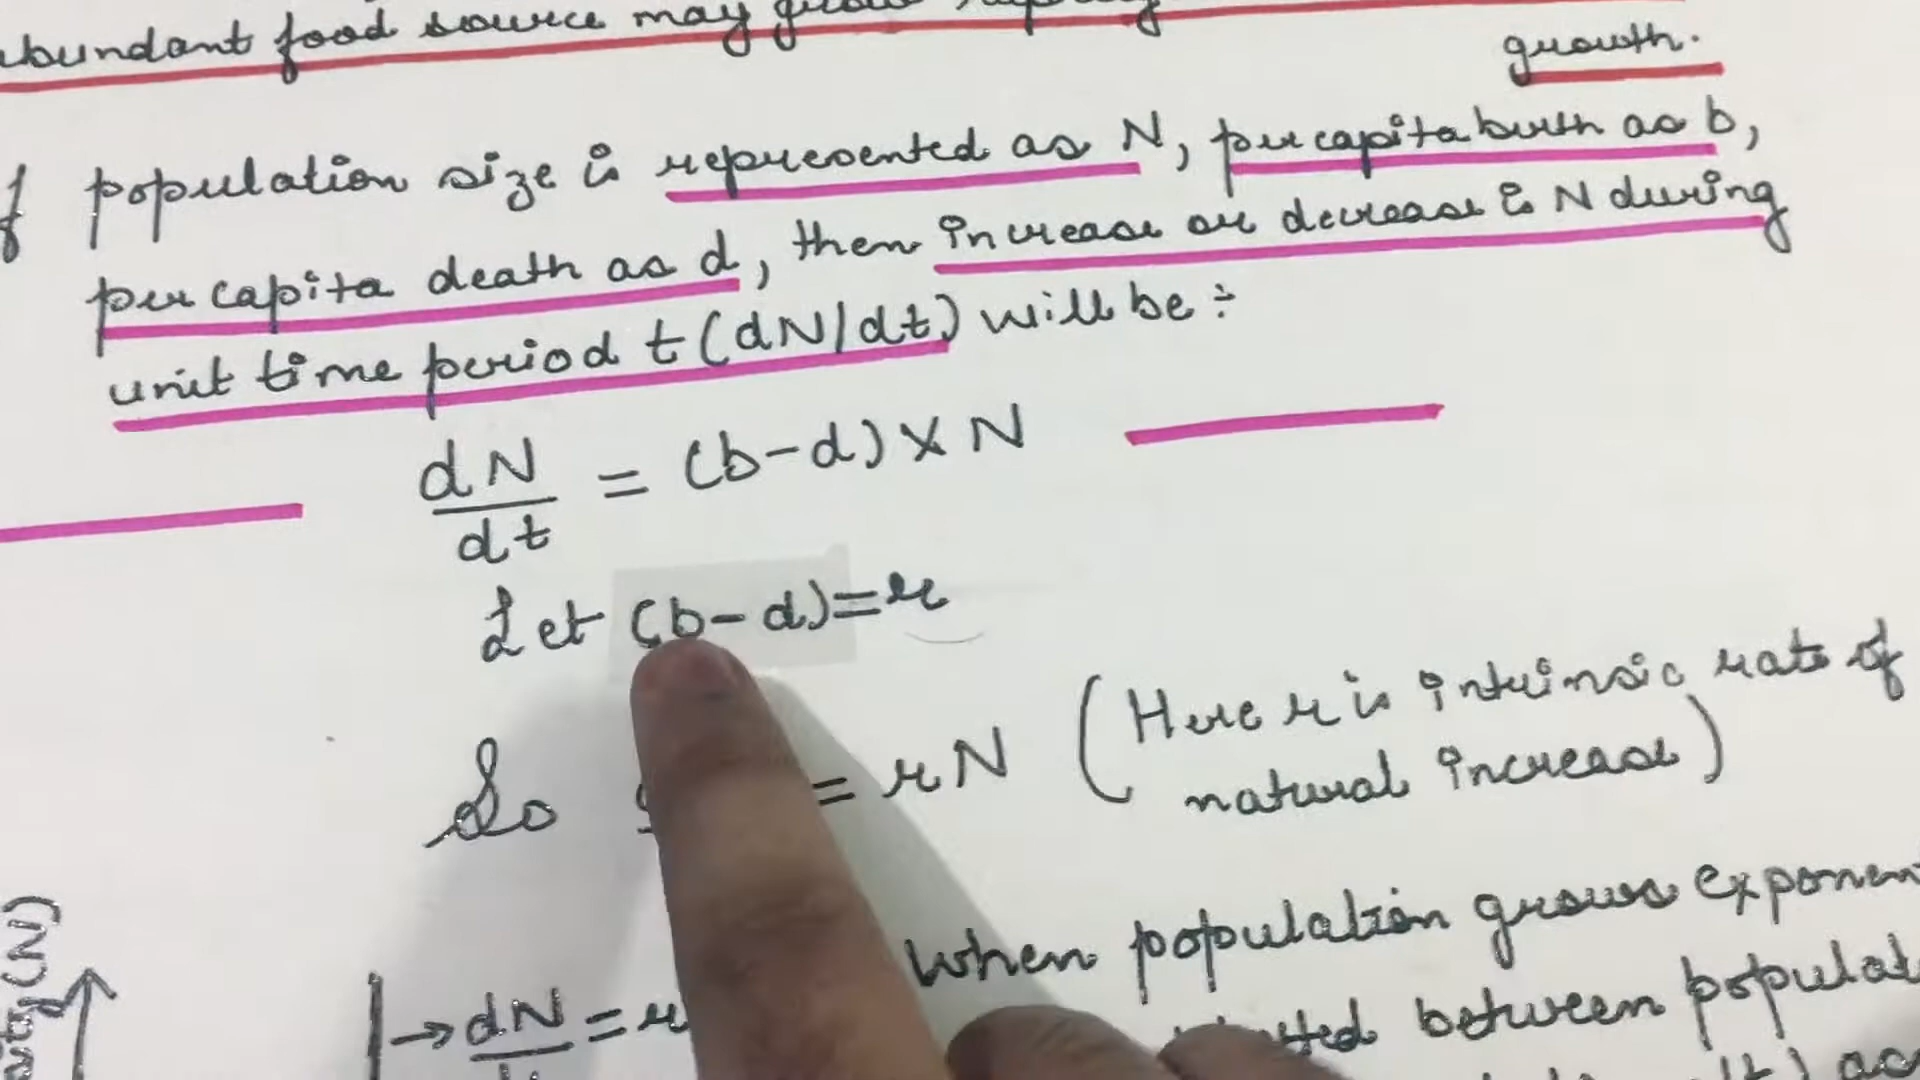 abundant food source may grow
growth.
f population size is represented as N, per capita birth as b,
per capita death as d, then increase or decrease is N during
unit time period t (dN/dt) will be :
dN/dt = (b-d) x N
Let (b-d)=r
So = rN (Here r is intrinsic rate of
natural increase)
When population grows
dN = r
between
(N)